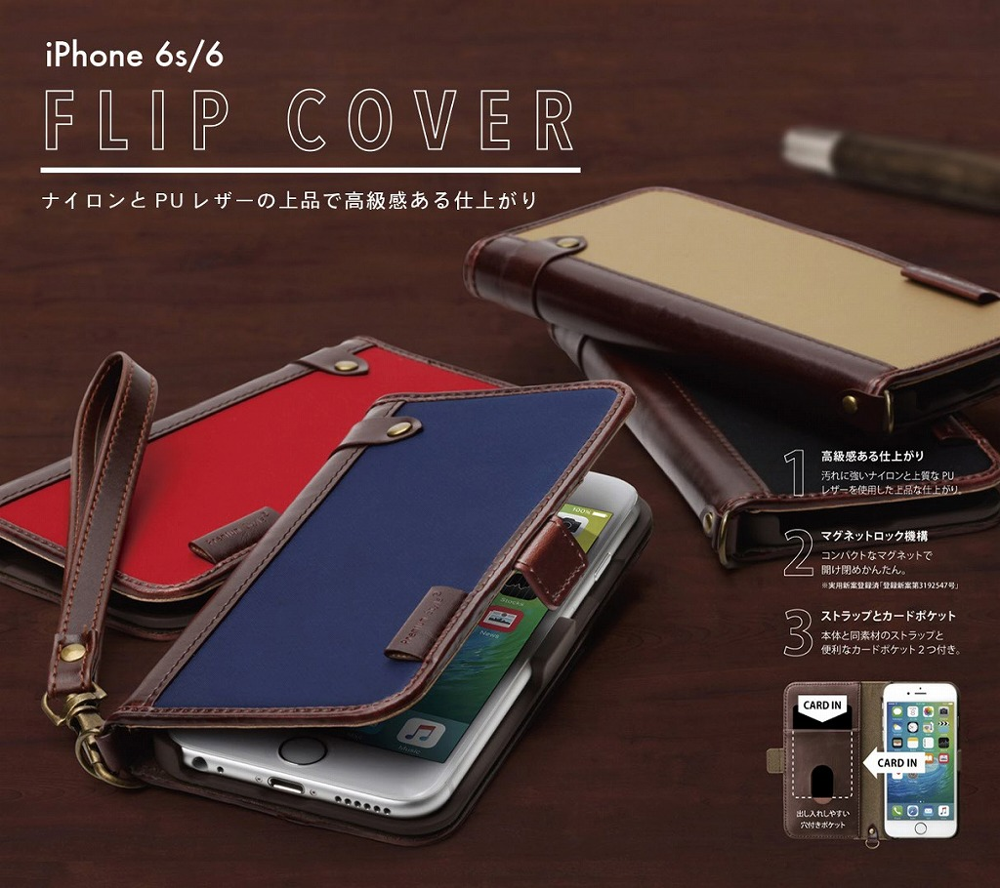 iPhone 6s/6
FLIP COVER
ナイロンとPUレザーの上品で高級感ある仕上がり
1 高級感ある仕上がり
汚れに強いナイロンと上質なPU
レザーを使用した上品な仕上がり。
2 マグネットロック機構
コンパクトなマグネットで
開け閉めかんたん。
※実用新案登録済「登録新案第3192547号」
3 ストラップとカードポケット
本体と同素材のストラップと
便利なカードポケット2つ付き。
CARD IN
CARD IN
出し入れしやすい
穴付きポケット
100%
Stocks
News
Music